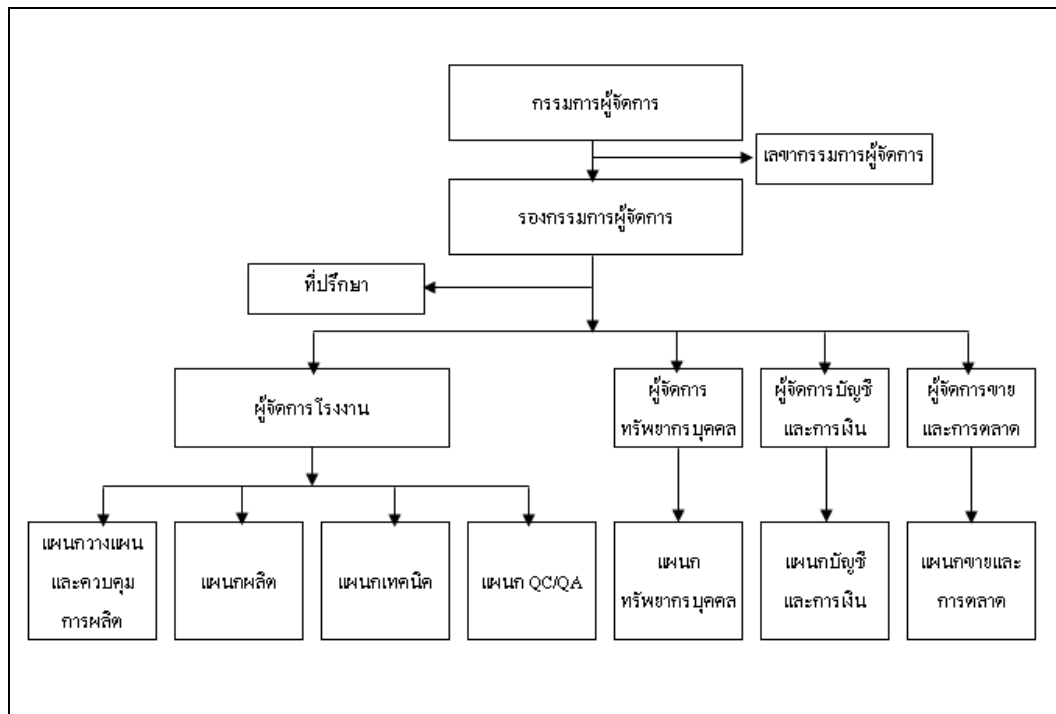 กรรมการผู้จัดการ
เลขากรรมการผู้จัดการ
รองกรรมการผู้จัดการ
ที่ปรึกษา
ผู้จัดการโรงงาน
ผู้จัดการ
ทรัพยากรบุคคล
ผู้จัดการบัญชี
และการเงิน
ผู้จัดการขาย
และการตลาด
แผนกวางแผน
และควบคุม
การผลิต
แผนกผลิต
แผนกเทคนิค
แผนก QC/QA
แผนก
ทรัพยากรบุคคล
แผนกบัญชี
และการเงิน
แผนกขายและ
การตลาด